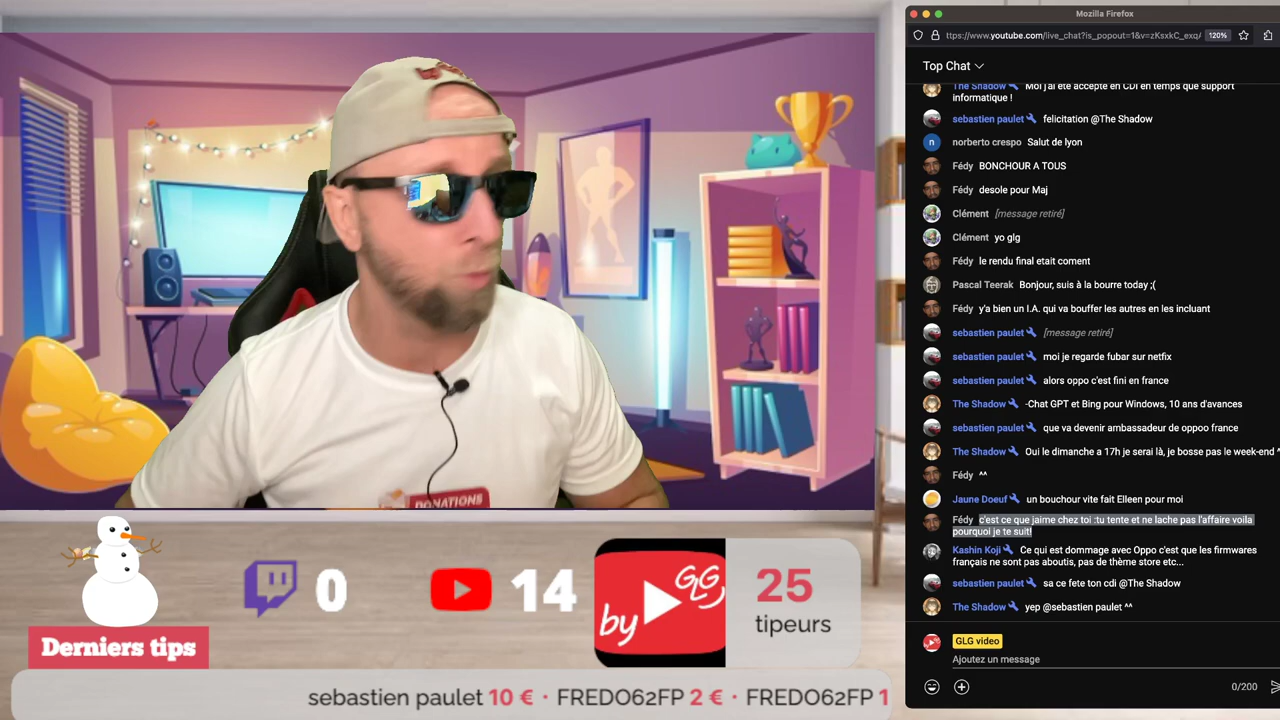 Mozilla Firefox
ttps://www.youtube.com/live_chat?is_popout=1&v=zKsxkC_exq/ 120%
Top Chat
The Shadow Moi j'ai été accepté en CDI en temps que support
informatique !
sebastien paulet felicitation @The Shadow
n norberto crespo Salut de lyon
Fédy BONCHOUR A TOUS
Fédy desole pour Maj
Clément [message retiré]
Clément yo glg
Fédy le rendu final etait coment
Pascal Teerak Bonjour, suis à la bourre today ;(
Fédy y'a bien un I.A. qui va bouffer les autres en les incluant
sebastien paulet [message retiré]
sebastien paulet moi je regarde fubar sur netfix
sebastien paulet alors oppo c'est fini en france
The Shadow -Chat GPT et Bing pour Windows, 10 ans d'avances
sebastien paulet que va devenir ambassadeur de oppoo france
The Shadow Oui le dimanche a 17h je serai là, je bosse pas le week-end ^
Fédy ^^
Jaune Doeuf un bouchour vite fait Elleen pour moi
Fédy c'est ce que jaime chez toi :tu tente et ne lache pas l'affaire voila
pourquoi je te suit!
Kashin Koji Ce qui est dommage avec Oppo c'est que les firmwares
français ne sont pas aboutis, pas de thème store etc...
sebastien paulet sa ce fete ton cdi @The Shadow
The Shadow yep @sebastien paulet ^^
GLG video
Ajoutez un message
0/200
DONATIONS
0
14
by GLG
25
tipeurs
Derniers tips
sebastien paulet 10 € · FREDO62FP 2 € · FREDO62FP 1